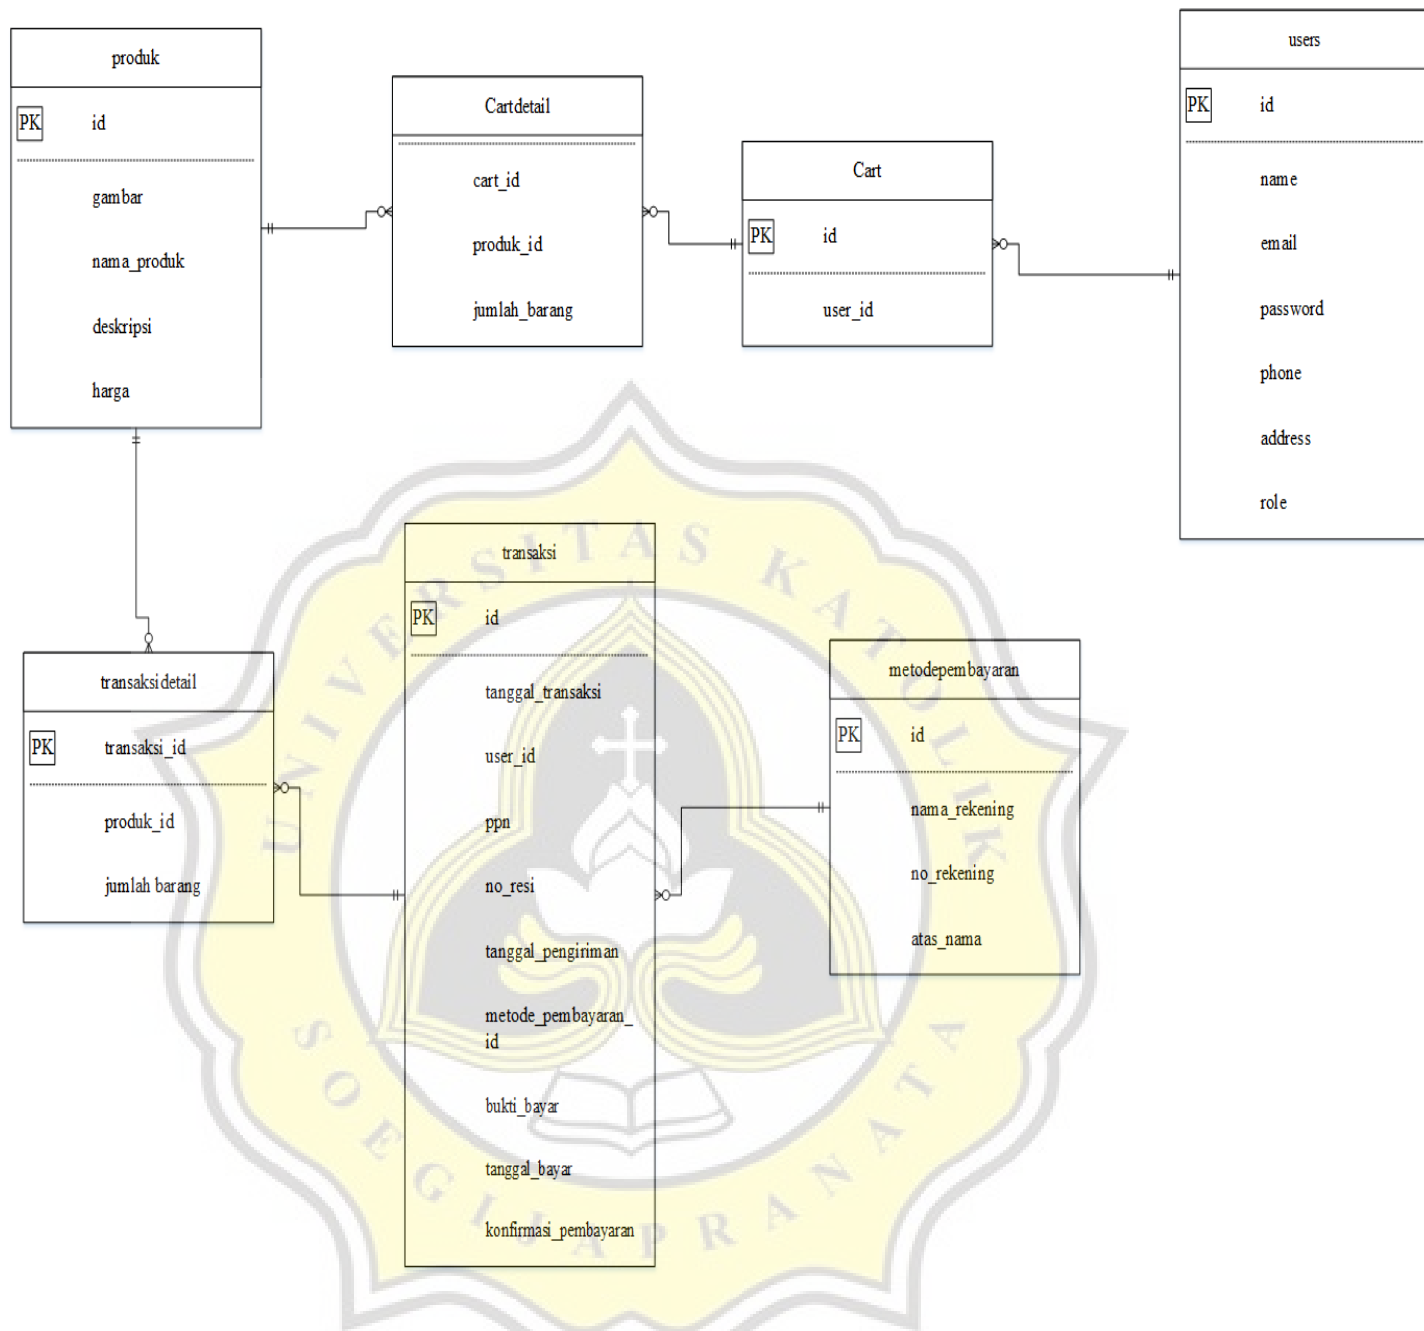 produk
PK id
gambar
nama_produk
deskripsi
harga
Cartdetail
cart_id
produk_id
jumlah_barang
Cart
PK id
user_id
users
PK id
name
email
password
phone
address
role
transaksidetail
PK transaksi_id
produk_id
jumlah barang
transaksi
PK id
tanggal_transaksi
user_id
ppn
no_resi
tanggal_pengiriman
metode_pembayaran_
id
bukti_bayar
tanggal_bayar
konfirmasi_pembayaran
metodepembayaran
PK id
nama_rekening
no_rekening
atas_nama
UNIVERSITAS KATOLIK
SOEGIJAPRANATA